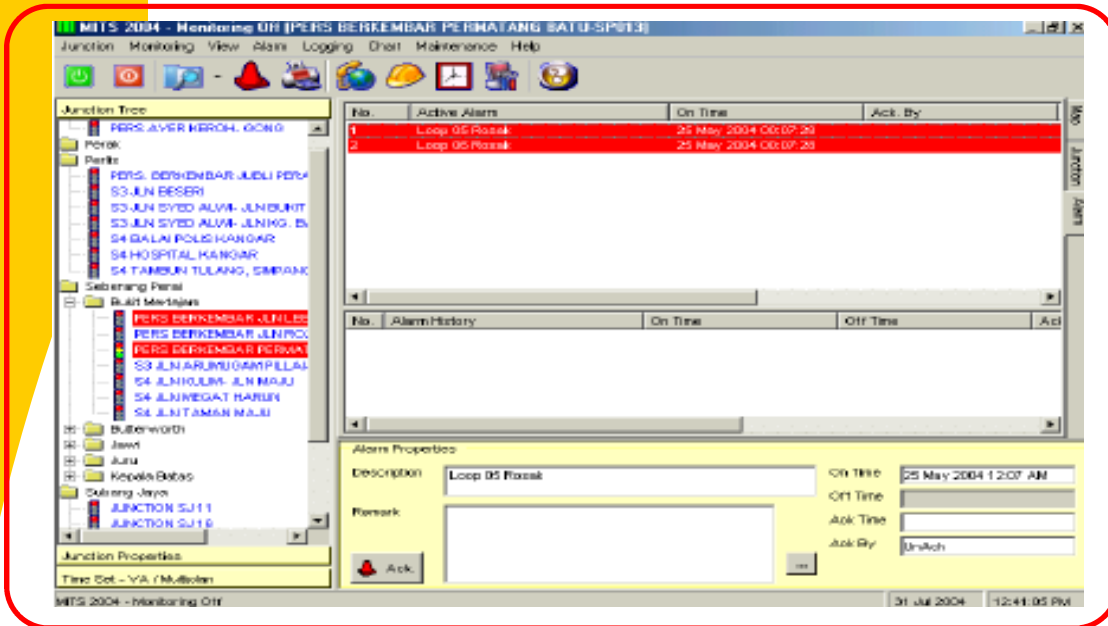 MITS 2004 - Monitoring Off [PERS BERKEMBAR PERMATANG BATU-SP013]
Junction Monitoring View Alarm Logging Chart Maintenance Help
Junction Tree
PERS AYER KEROH, GONG
Perak
Perlis
PERS. BERKEMBAR JUBLI PERA
S3 JLN BESERI
S3 JLN SYED ALWI- JLN BUKIT
S3 JLN SYED ALWI- JLN KG. BA
S4 BALAI POLIS KANGAR
S4 HOSPITAL KANGAR
S4 TAMBUN TULANG, SIMPANG
Seberang Perai
Bukit Mertajam
PERS BERKEMBAR JLN LEB
PERS BERKEMBAR JLN ROZ
PERS BERKEMBAR PERMAT
S3 JLN ARUMUGAM PILLAI
S4 JLN KULIM- JLN MAJU
S4 JLN MEGAT HARUN
S4 JLN TAMAN MAJU
Butterworth
Jawi
Juru
Kepala Batas
Subang Jaya
JUNCTION SJ11
JUNCTION SJ18
Junction Properties
Time Set - VA / Multiplan
No. Active Alarm On Time Ack. By
1 Loop 05 Rosak 25 May 2004 00:07:28
2 Loop 06 Rosak 25 May 2004 00:07:28
Map
Junction
Alarm
No. Alarm History On Time Off Time Ack
Alarm Properties
Description Loop 05 Rosak On Time 25 May 2004 12:07 AM
Off Time
Remark Ack Time
Ack By UnAck
Ack. ...
MITS 2004 - Monitoring Off 31 Jul 2004 12:41:05 PM